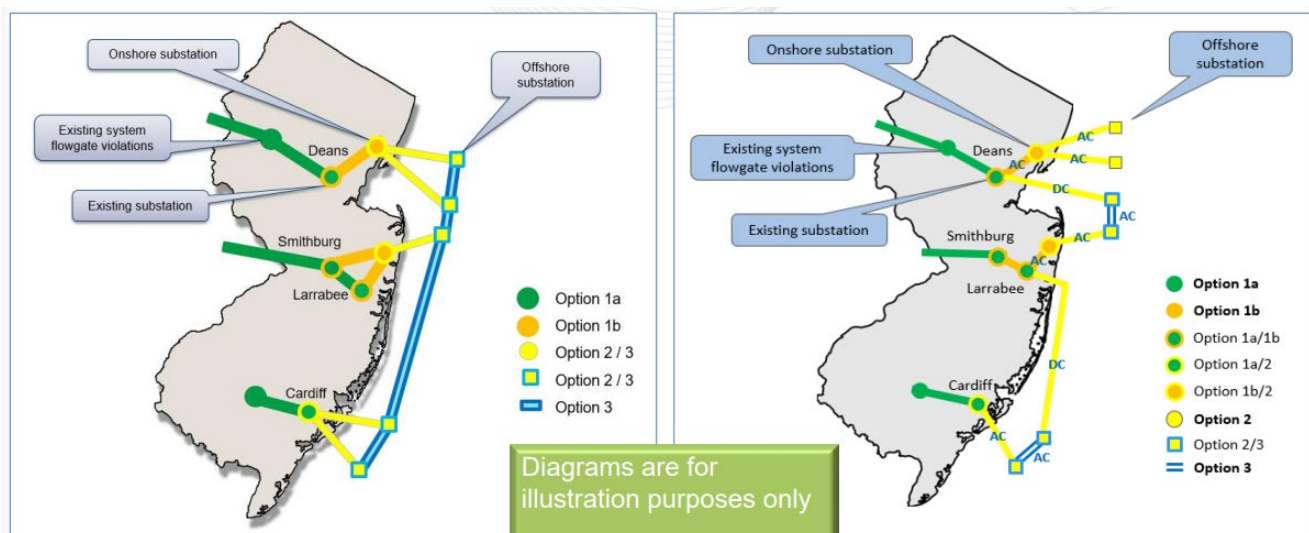 Onshore substation
Offshore
substation
Existing system
flowgate violations
Deans
Existing substation
Smithburg
Larrabee
Cardiff
Option 1a
Option 1b
Option 2 / 3
Option 2 / 3
Option 3
Onshore substation
Offshore
substation
Existing system
flowgate violations
Deans
AC
AC
AC
DC
Existing substation
AC
Smithburg
AC
AC
Larrabee
DC
Cardiff
AC
AC
Option 1a
Option 1b
Option 1a/1b
Option 1a/2
Option 1b/2
Option 2
Option 2/3
Option 3
Diagrams are for
illustration purposes only